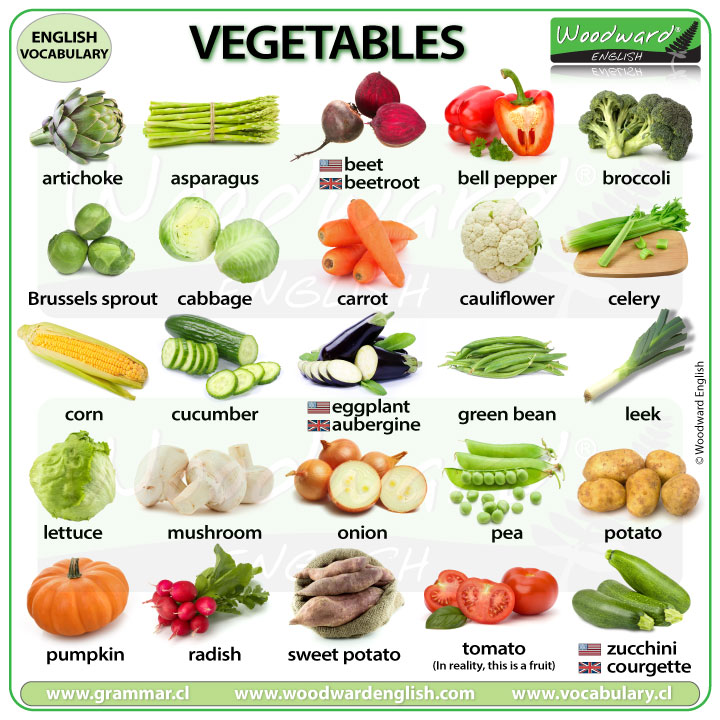 ENGLISH
VOCABULARY
VEGETABLES
Woodward®
ENGLISH
artichoke
asparagus
beet
beetroot
bell pepper
broccoli
Brussels sprout
cabbage
carrot
cauliflower
celery
corn
cucumber
eggplant
aubergine
green bean
leek
© Woodward English
lettuce
mushroom
onion
pea
potato
pumpkin
radish
sweet potato
tomato
(In reality, this is a fruit)
zucchini
courgette
www.grammar.cl
www.woodwardenglish.com
www.vocabulary.cl